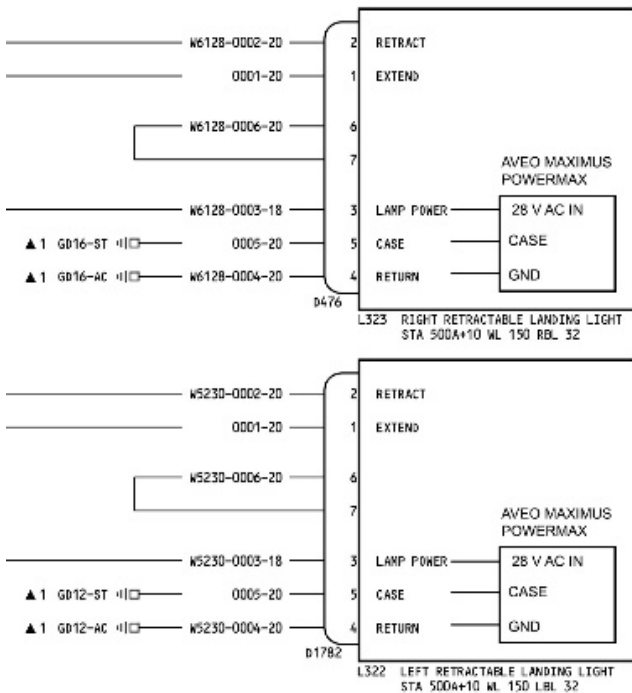 W6128-0002-20 2 RETRACT
0001-20 1 EXTEND
W6128-0006-20 6
7
AVEO MAXIMUS
POWERMAX
W6128-0003-18 3 LAMP POWER 28 V AC IN
▲ 1 GD16-ST 0005-20 5 CASE CASE
▲ 1 GD16-AC W6128-0004-20 4 RETURN GND
D476
L323 RIGHT RETRACTABLE LANDING LIGHT
STA 500A+10 WL 150 RBL 32
W5230-0002-20 2 RETRACT
0001-20 1 EXTEND
W5230-0006-20 6
7
AVEO MAXIMUS
POWERMAX
W5230-0003-18 3 LAMP POWER 28 V AC IN
▲ 1 GD12-ST 0005-20 5 CASE CASE
▲ 1 GD12-AC W5230-0004-20 4 RETURN GND
D1782
L322 LEFT RETRACTABLE LANDING LIGHT
STA 500A+10 WL 150 LBL 32